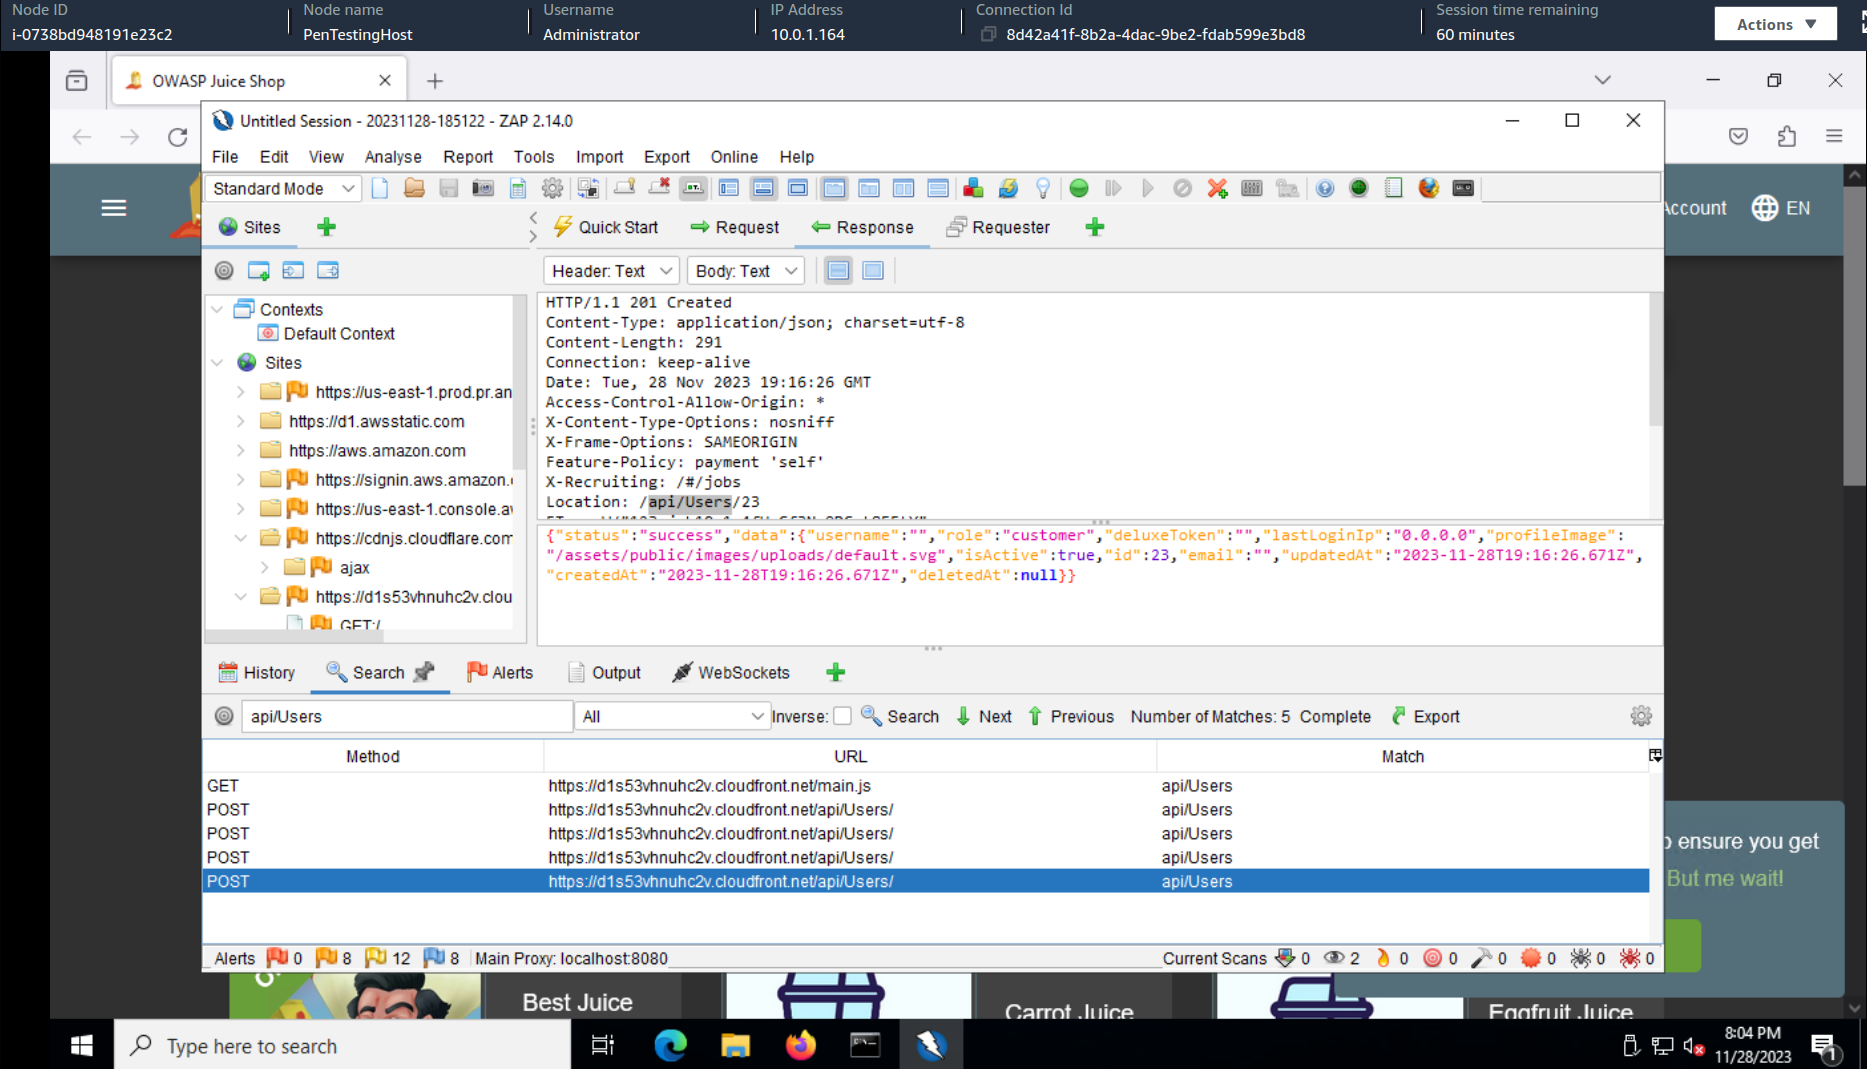 Node ID
i-0738bd948191e23c2
Node name
PenTestingHost
Username
Administrator
IP Address
10.0.1.164
Connection Id
8d42a41f-8b2a-4dac-9be2-fdab599e3bd8
Session time remaining
60 minutes
Actions
OWASP Juice Shop
Untitled Session - 20231128-185122 - ZAP 2.14.0
File Edit View Analyse Report Tools Import Export Online Help
Standard Mode
Account EN
Sites
Quick Start Request Response Requester
Header: Text Body: Text
Contexts
Default Context
Sites
https://us-east-1.prod.pr.an
https://d1.awsstatic.com
https://aws.amazon.com
https://signin.aws.amazon.
https://us-east-1.console.a
https://cdnjs.cloudflare.com
ajax
https://d1s53vhnuhc2v.clou
GET:/
HTTP/1.1 201 Created
Content-Type: application/json; charset=utf-8
Content-Length: 291
Connection: keep-alive
Date: Tue, 28 Nov 2023 19:16:26 GMT
Access-Control-Allow-Origin: *
X-Content-Type-Options: nosniff
X-Frame-Options: SAMEORIGIN
Feature-Policy: payment 'self'
X-Recruiting: /#/jobs
Location: /api/Users/23
{"status":"success","data":{"username":"","role":"customer","deluxeToken":"","lastLoginIp":"0.0.0.0","profileImage":
"/assets/public/images/uploads/default.svg","isActive":true,"id":23,"email":"","updatedAt":"2023-11-28T19:16:26.671Z",
"createdAt":"2023-11-28T19:16:26.671Z","deletedAt":null}}
History Search Alerts Output WebSockets
api/Users All Inverse: Search Next Previous Number of Matches: 5 Complete Export
Method URL Match
GET https://d1s53vhnuhc2v.cloudfront.net/main.js api/Users
POST https://d1s53vhnuhc2v.cloudfront.net/api/Users/ api/Users
POST https://d1s53vhnuhc2v.cloudfront.net/api/Users/ api/Users
POST https://d1s53vhnuhc2v.cloudfront.net/api/Users/ api/Users
POST https://d1s53vhnuhc2v.cloudfront.net/api/Users/ api/Users
ensure you get
But me wait!
Alerts 0 8 12 8 Main Proxy: localhost:8080 Current Scans 0 2 0 0 0 0 0 0
Best Juice
Carrot Juice
Eggfruit Juice
Type here to search
8:04 PM
11/28/2023
1